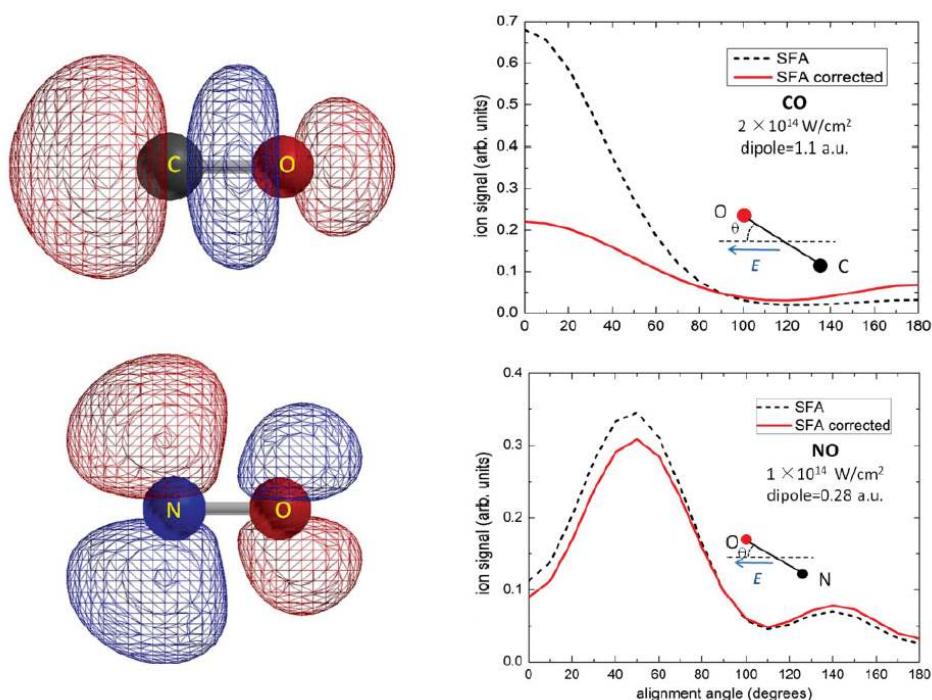 C O
0.7
0.6
0.5
0.4
0.3
0.2
0.1
0.0
ion signal (arb. units)
SFA
SFA corrected
CO
2 × 10¹⁴ W/cm²
dipole=1.1 a.u.
O
θ
E
C
0 20 40 60 80 100 120 140 160 180
N O
0.4
0.3
0.2
0.1
0.0
ion signal (arb. units)
SFA
SFA corrected
NO
1 × 10¹⁴ W/cm²
dipole=0.28 a.u.
O
θ
E
N
0 20 40 60 80 100 120 140 160 180
alignment angle (degrees)